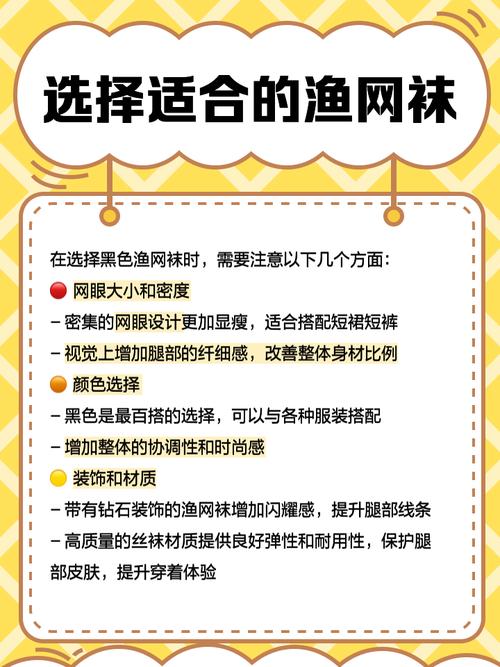 选择适合的渔网袜
在选择黑色渔网袜时，需要注意以下几个方面：
🔴 网眼大小和密度
– 密集的网眼设计更加显瘦，适合搭配短裙短裤
– 视觉上增加腿部的纤细感，改善整体身材比例
🟠 颜色选择
– 黑色是最百搭的选择，可以与各种服装搭配
– 增加整体的协调性和时尚感
🟡 装饰和材质
– 带有钻石装饰的渔网袜增加闪耀感，提升腿部线条
– 高质量的丝袜材质提供良好弹性和耐用性，保护腿
部皮肤，提升穿着体验